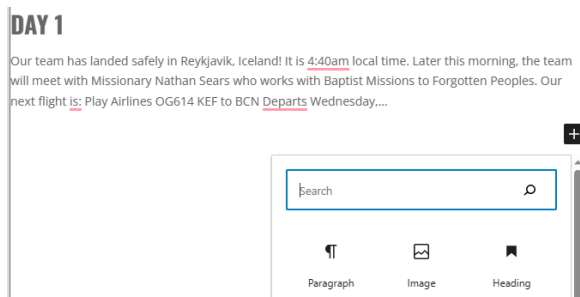 DAY 1
Our team has landed safely in Reykjavik, Iceland! It is 4:40am local time. Later this morning, the team
will meet with Missionary Nathan Sears who works with Baptist Missions to Forgotten Peoples. Our
next flight is: Play Airlines OG614 KEF to BCN Departs Wednesday,...
Search
Paragraph Image Heading